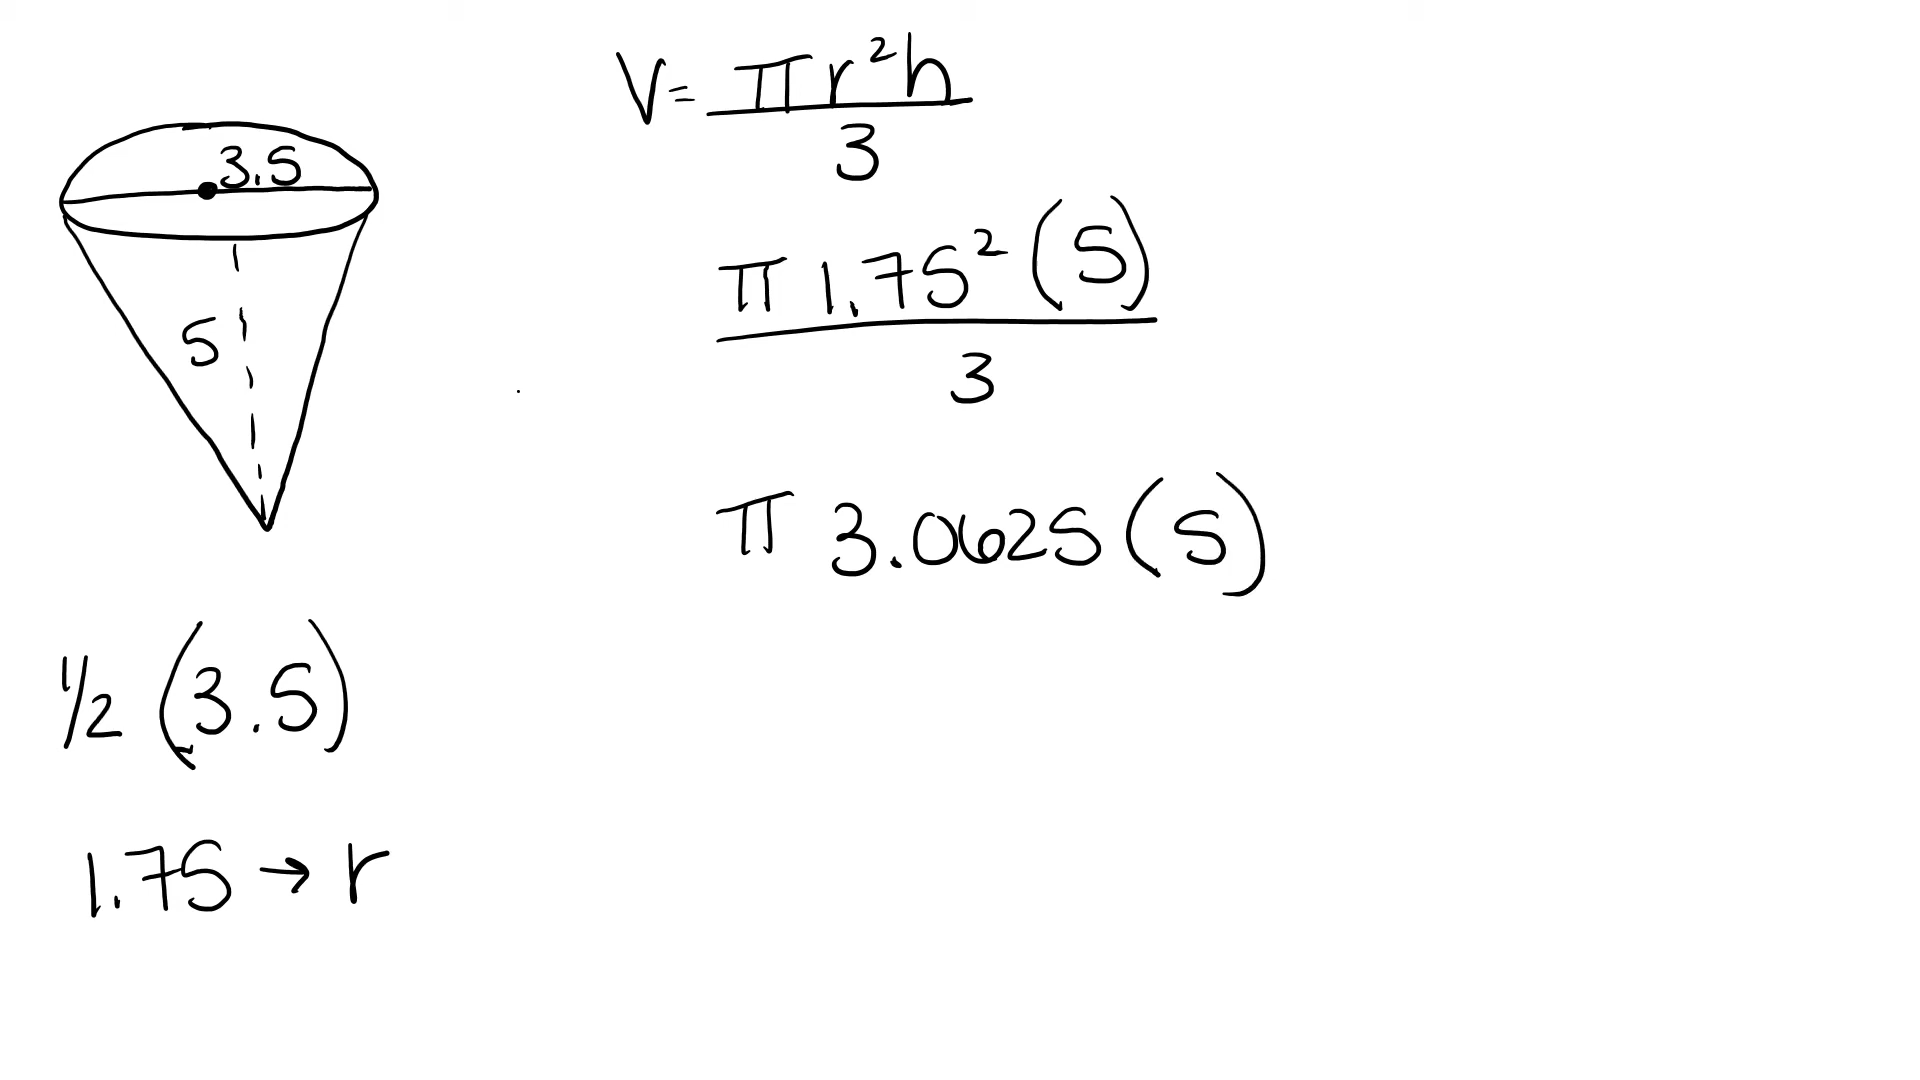 3.5
5
½ (3.5)
1.75 → r
V = πr²h
3
π 1.75² (5)
3
π 3.0625 (5)